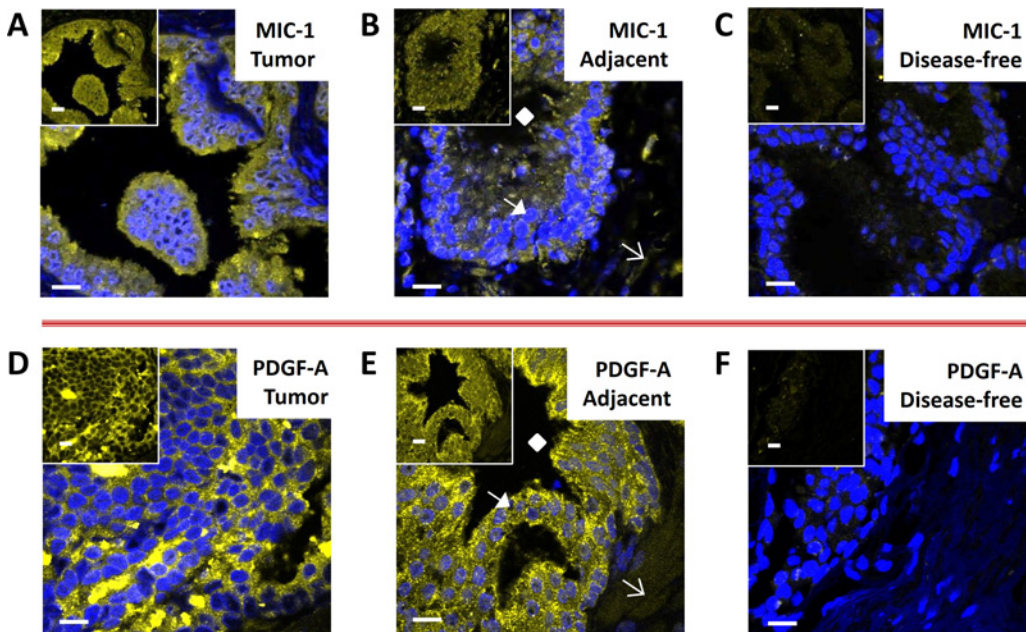 A
MIC-1
Tumor
B
MIC-1
Adjacent
C
MIC-1
Disease-free
D
PDGF-A
Tumor
E
PDGF-A
Adjacent
F
PDGF-A
Disease-free